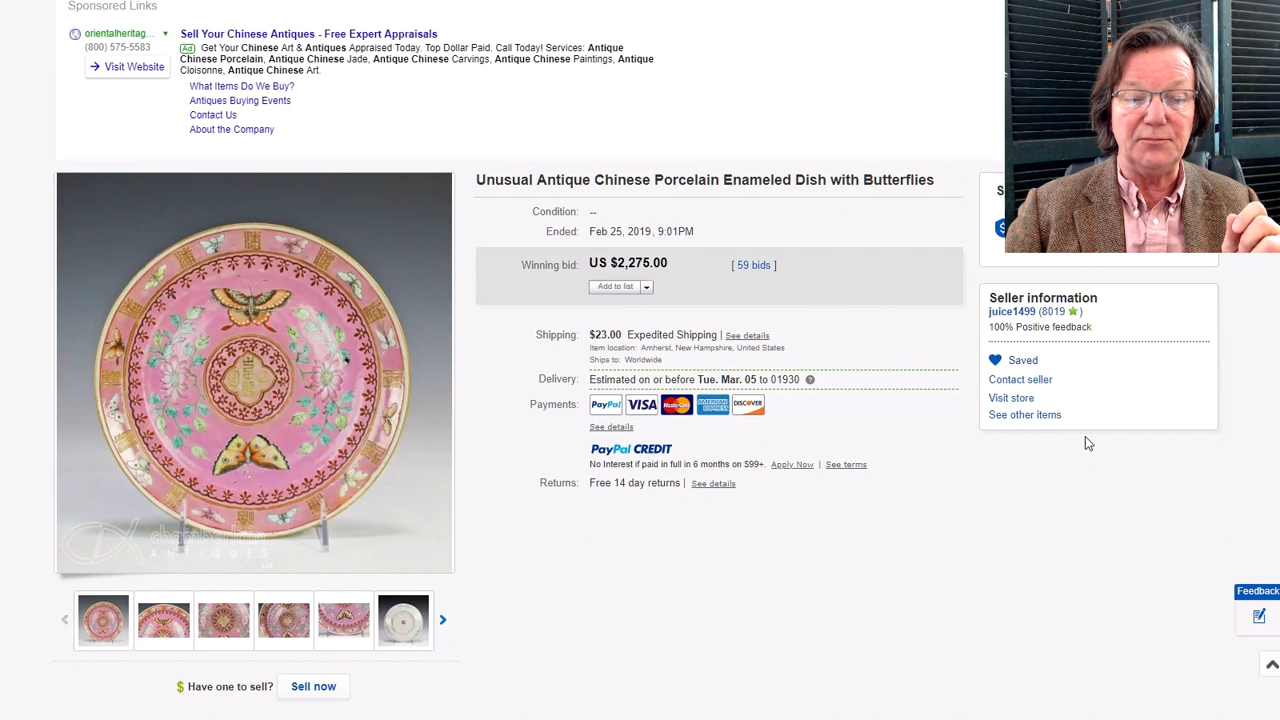 Sponsored Links
orientalheritag...
(800) 575-5583
Visit Website
Sell Your Chinese Antiques - Free Expert Appraisals
Ad Get Your Chinese Art & Antiques Appraised Today. Top Dollar Paid. Call Today! Services: Antique
Chinese Porcelain, Antique Chinese Jade, Antique Chinese Carvings, Antique Chinese Paintings, Antique
Cloisonne, Antique Chinese Art.
What Items Do We Buy?
Antiques Buying Events
Contact Us
About the Company
Unusual Antique Chinese Porcelain Enameled Dish with Butterflies
Condition: --
Ended: Feb 25, 2019 , 9:01PM
Winning bid: US $2,275.00 [ 59 bids ]
Add to list
Shipping: $23.00 Expedited Shipping | See details
Item location: Amherst, New Hampshire, United States
Ships to: Worldwide
Delivery: Estimated on or before Tue. Mar. 05 to 01930
Payments: PayPal VISA MasterCard AMERICAN EXPRESS DISCOVER
See details
PayPal CREDIT
No Interest if paid in full in 6 months on $99+. Apply Now | See terms
Returns: Free 14 day returns | See details
S
Seller information
juice1499 (8019 )
100% Positive feedback
Saved
Contact seller
Visit store
See other items
ANTIQUES
LLC
$ Have one to sell? Sell now
Feedback